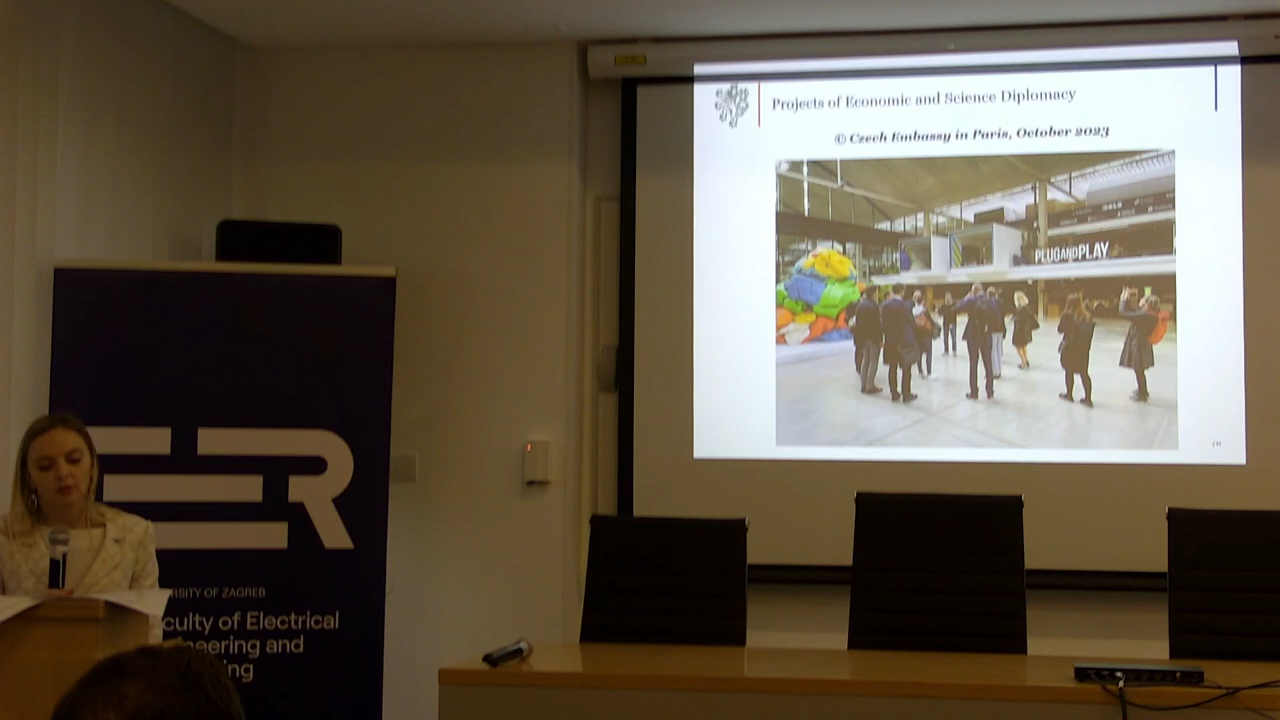 Projects of Economic and Science Diplomacy
© Czech Embassy in Paris, October 2023
PLUGANDPLAY
ER
RSITY OF ZAGREB
culty of Electrical
neering and
ing